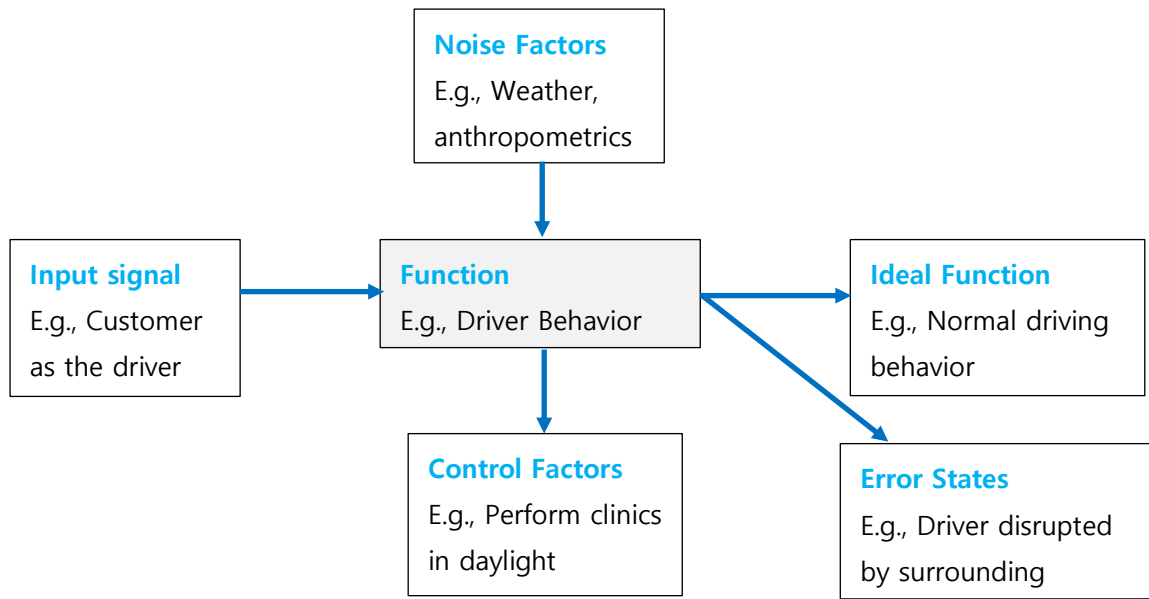 Noise Factors
E.g., Weather,
anthropometrics
Input signal
E.g., Customer
as the driver
Function
E.g., Driver Behavior
Ideal Function
E.g., Normal driving
behavior
Control Factors
E.g., Perform clinics
in daylight
Error States
E.g., Driver disrupted
by surrounding